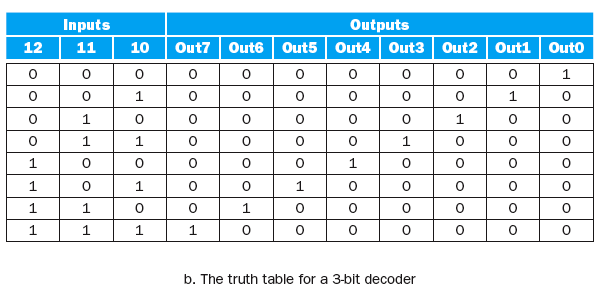 Inputs Outputs
12 11 10 Out7 Out6 Out5 Out4 Out3 Out2 Out1 Out0
0 0 0 0 0 0 0 0 0 0 1
0 0 1 0 0 0 0 0 0 1 0
0 1 0 0 0 0 0 0 1 0 0
0 1 1 0 0 0 0 1 0 0 0
1 0 0 0 0 0 1 0 0 0 0
1 0 1 0 0 1 0 0 0 0 0
1 1 0 0 1 0 0 0 0 0 0
1 1 1 1 0 0 0 0 0 0 0
b. The truth table for a 3-bit decoder